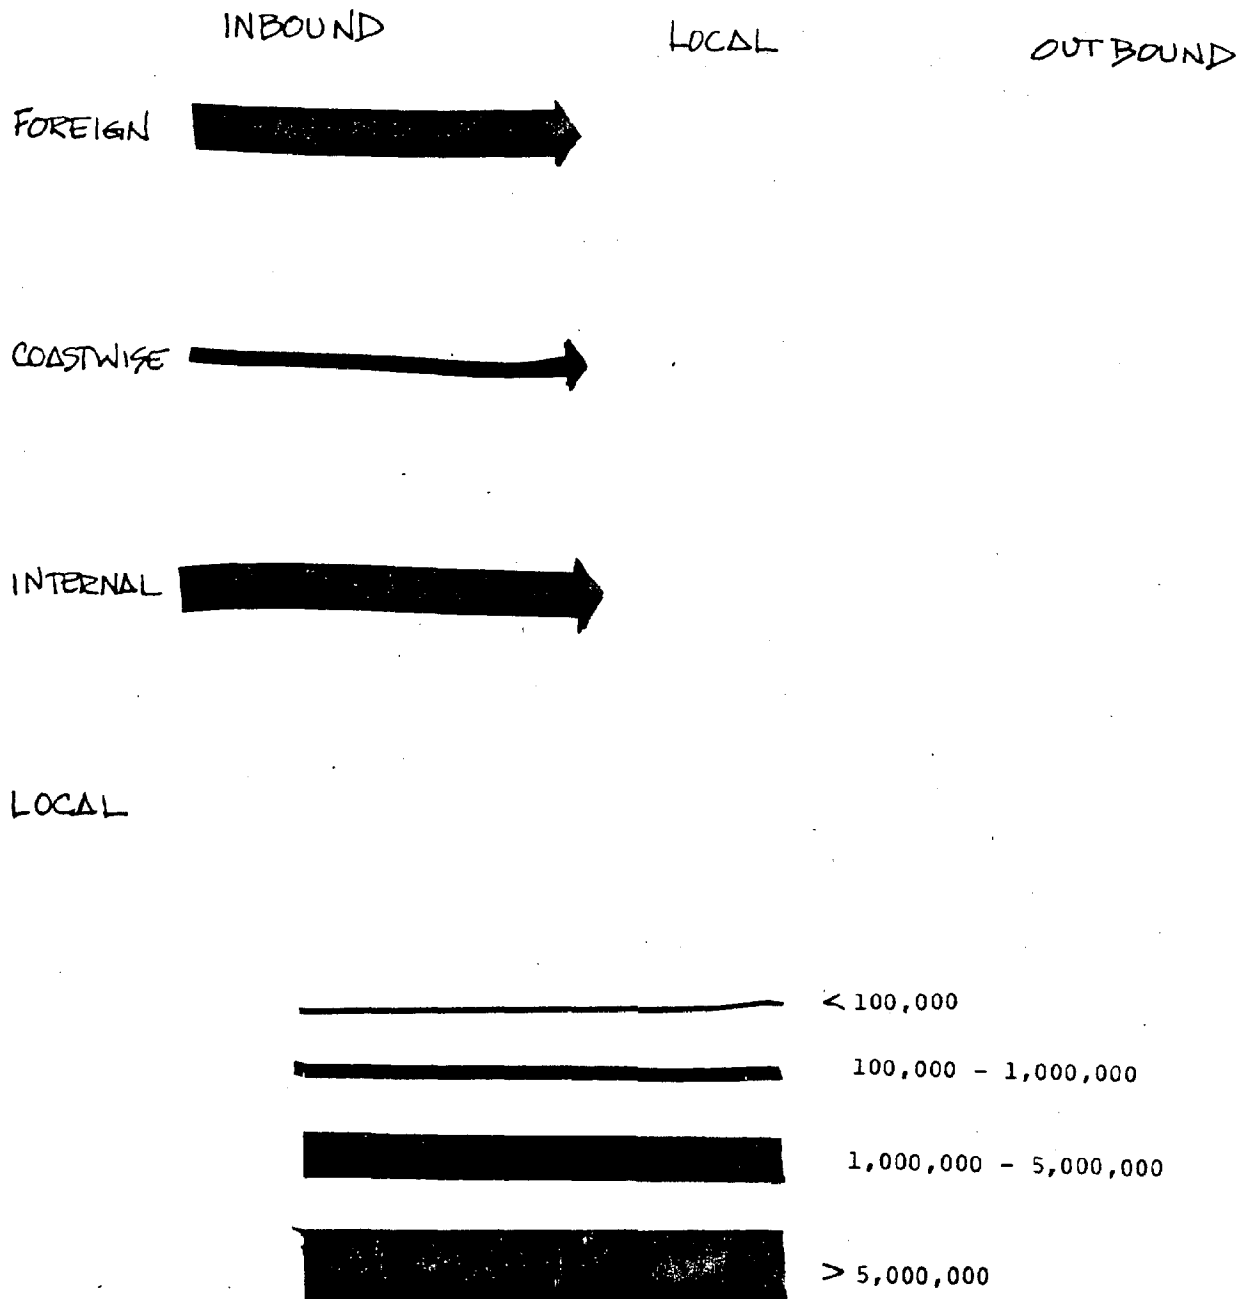 INBOUND LOCAL OUTBOUND
FOREIGN
COASTWISE
INTERNAL
LOCAL
< 100,000
100,000 - 1,000,000
1,000,000 - 5,000,000
> 5,000,000